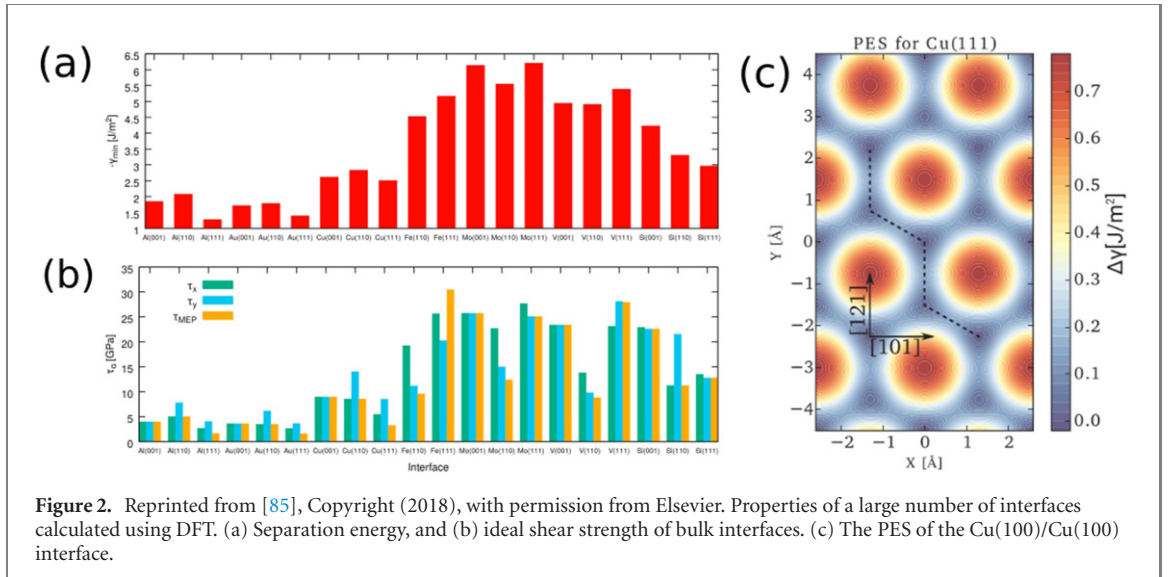 (a)
-γmin [J/m²]
6.5
6
5.5
5
4.5
4
3.5
3
2.5
2
1.5
1
Al(001) Al(110) Al(111) Au(001) Au(110) Au(111) Cu(001) Cu(110) Cu(111) Fe(110) Fe(111) Mo(001) Mo(110) Mo(111) V(001) V(110) V(111) Si(001) Si(110) Si(111)
(b)
τα [GPa]
35
30
25
20
15
10
5
0
τx
τy
τMEP
Al(001) Al(110) Al(111) Au(001) Au(110) Au(111) Cu(001) Cu(110) Cu(111) Fe(110) Fe(111) Mo(001) Mo(110) Mo(111) V(001) V(110) V(111) Si(001) Si(110) Si(111)
Interface
(c)
PES for Cu(111)
Y [Å]
4
3
2
1
0
−1
−2
−3
−4
[121]
[101]
−2 −1 0 1 2
X [Å]
0.7
0.6
0.5
0.4
0.3
0.2
0.1
0.0
Δγ[J/m²]
Figure 2. Reprinted from [85], Copyright (2018), with permission from Elsevier. Properties of a large number of interfaces
calculated using DFT. (a) Separation energy, and (b) ideal shear strength of bulk interfaces. (c) The PES of the Cu(100)/Cu(100)
interface.